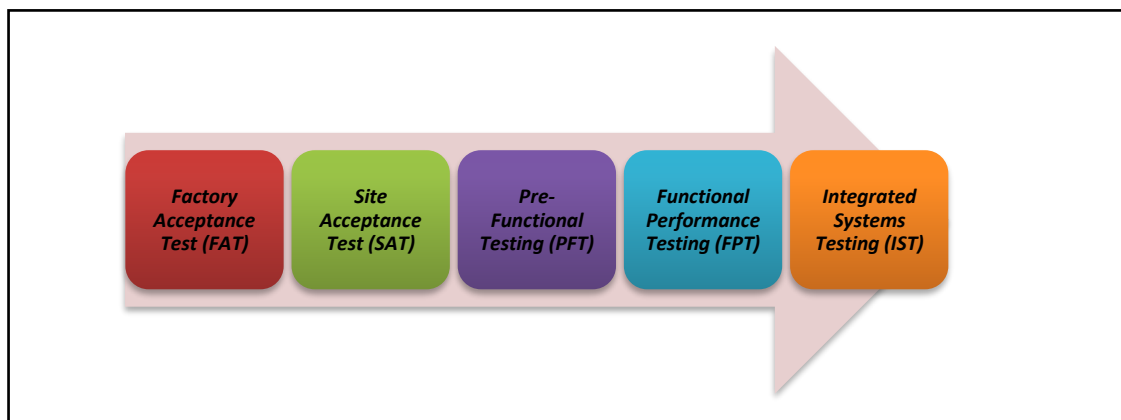 Factory
Acceptance
Test (FAT)
Site
Acceptance
Test (SAT)
Pre-
Functional
Testing (PFT)
Functional
Performance
Testing (FPT)
Integrated
Systems
Testing (IST)